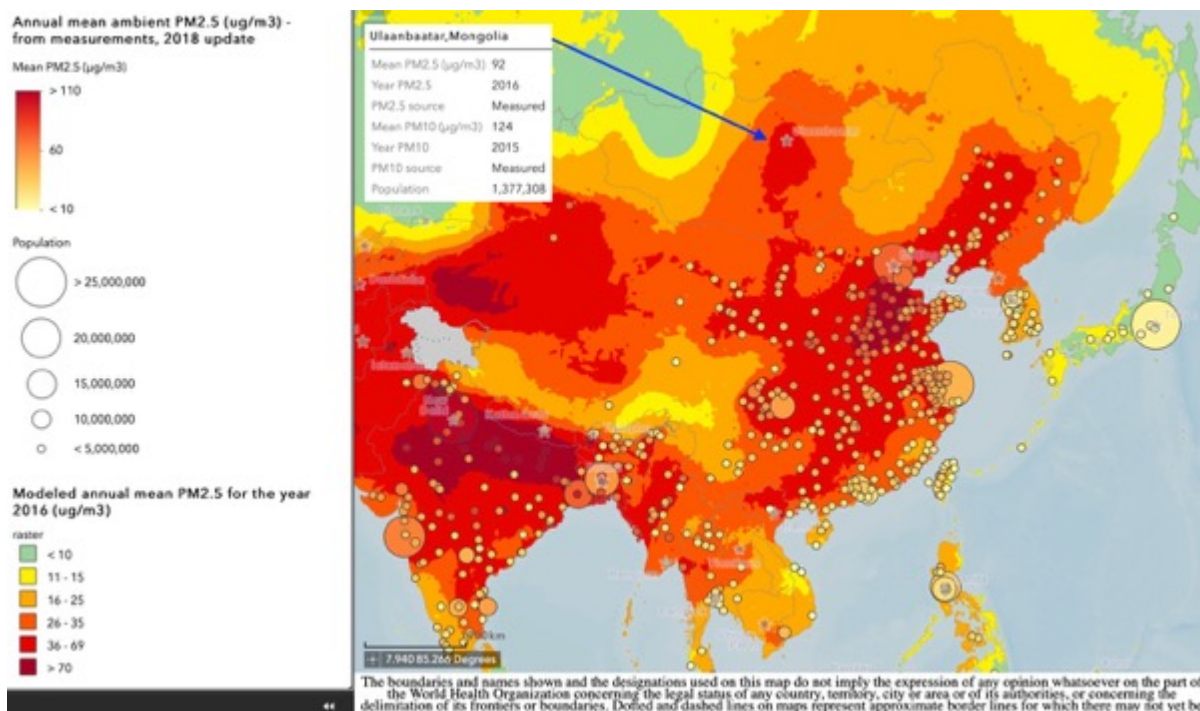 Annual mean ambient PM2.5 (ug/m3) -
from measurements, 2018 update
Mean PM2.5 (µg/m3)
> 110
60
< 10
Population
> 25,000,000
20,000,000
15,000,000
10,000,000
< 5,000,000
Modeled annual mean PM2.5 for the year
2016 (ug/m3)
raster
< 10
11 - 15
16 - 25
26 - 35
36 - 69
> 70
Ulaanbaatar,Mongolia
Mean PM2.5 (µg/m3) 92
Year PM2.5 2016
PM2.5 source Measured
Mean PM10 (µg/m3) 124
Year PM10 2015
PM10 source Measured
Population 1,377,308
Ulaanbaatar
New
Delhi
km
7.940 85.266 Degrees
The boundaries and names shown and the designations used on this map do not imply the expression of any opinion whatsoever on the part of
the World Health Organization concerning the legal status of any country, territory, city or area or of its authorities, or concerning the
delimitation of its frontiers or boundaries. Dotted and dashed lines on maps represent approximate border lines for which there may not yet be